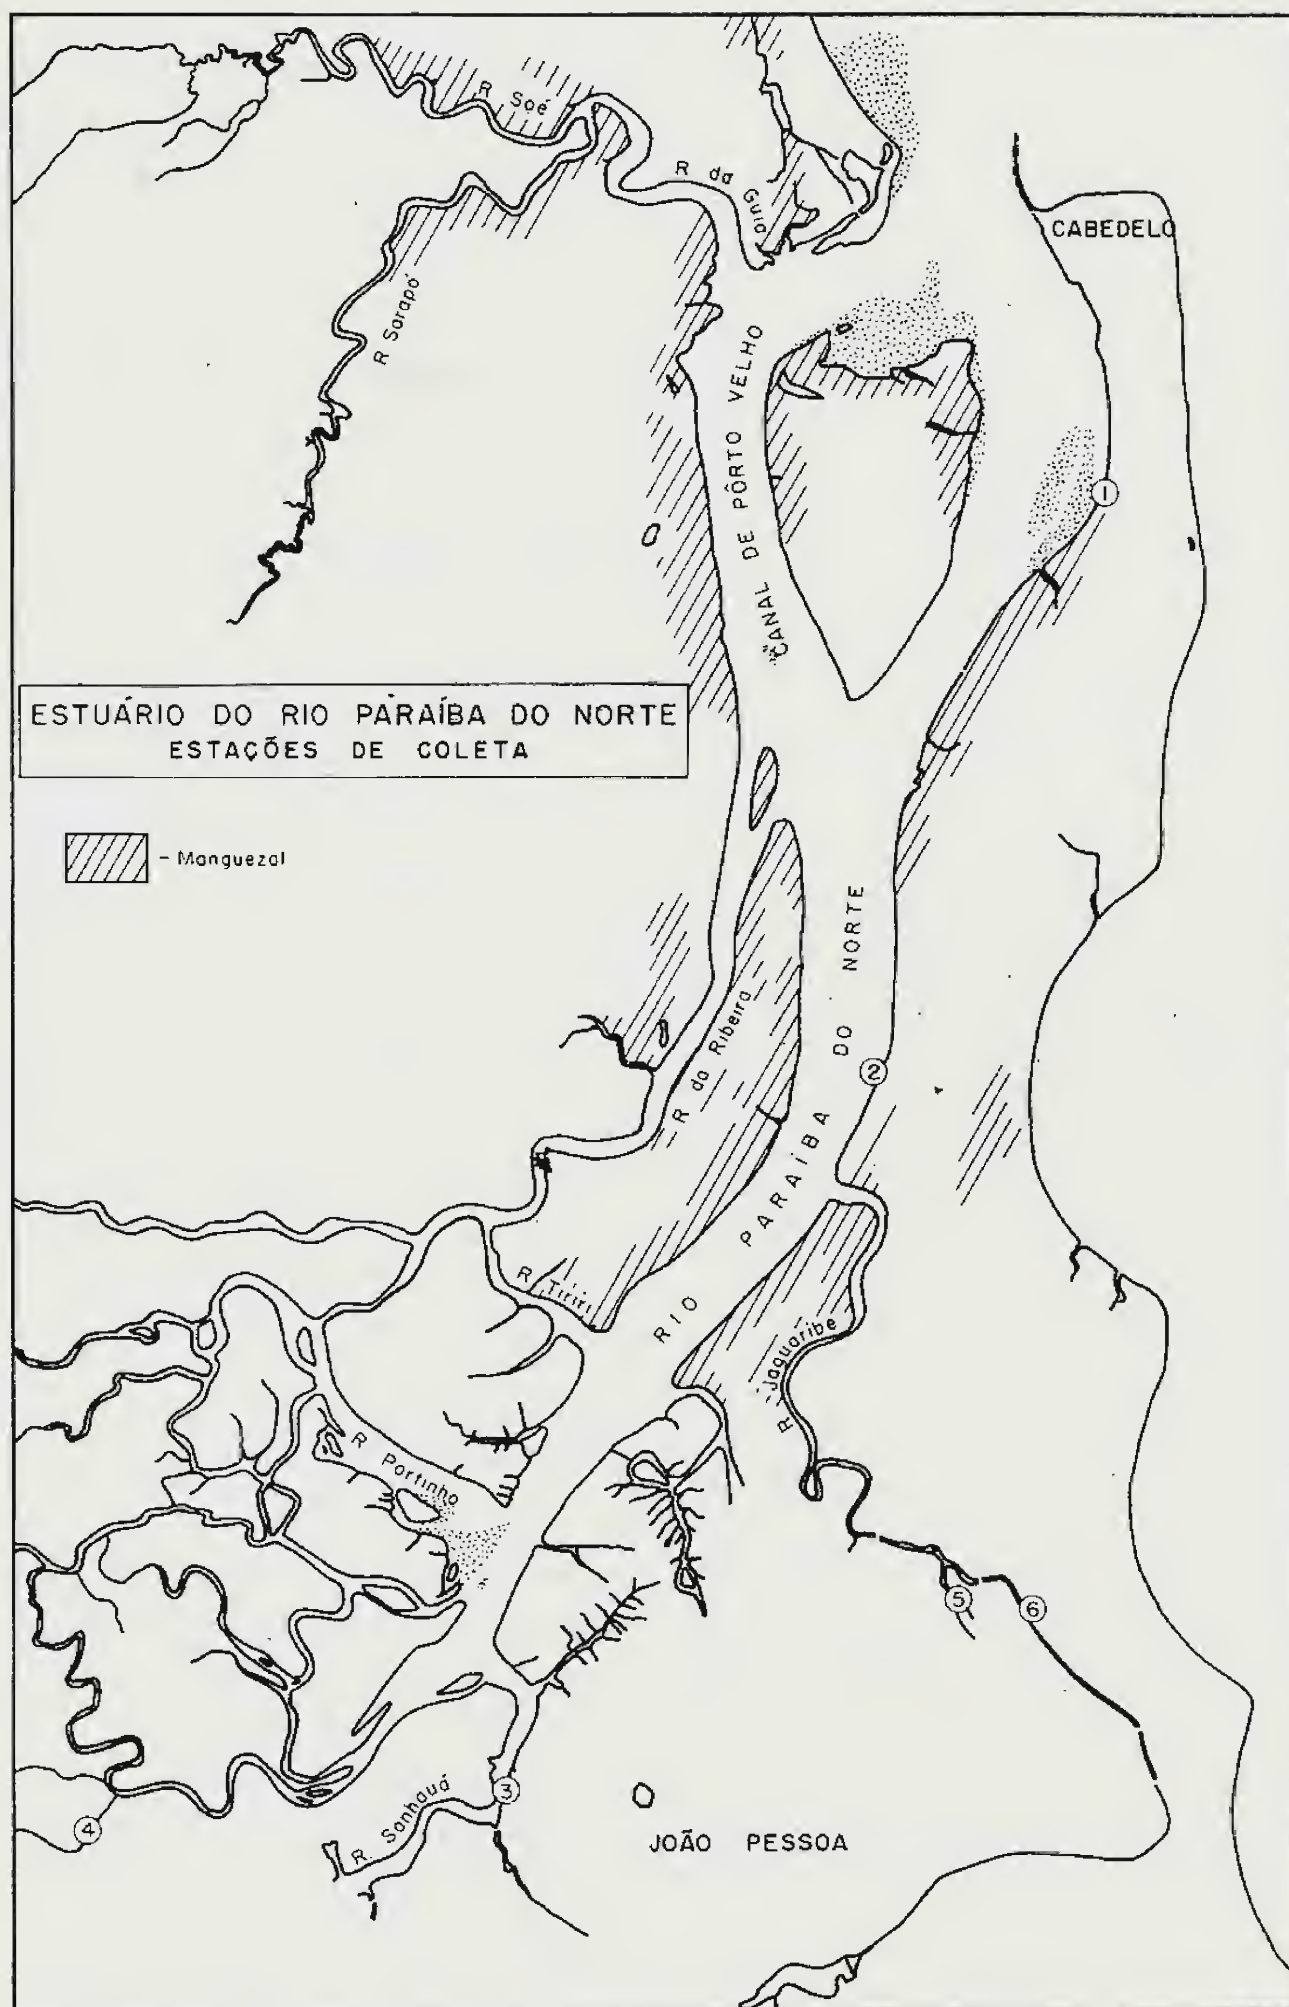 R Soé
R da Guia
CABEDELO
R Sarapó
CANAL DE PÔRTO VELHO
1
ESTUÁRIO DO RIO PARAÍBA DO NORTE
ESTAÇÕES DE COLETA
- Manguezal
R da Ribeira
2
RIO PARAÍBA DO NORTE
R Tiriri
R. Jaguaribe
R Portinho
5
6
3
R. Sanhauá
4
JOÃO PESSOA